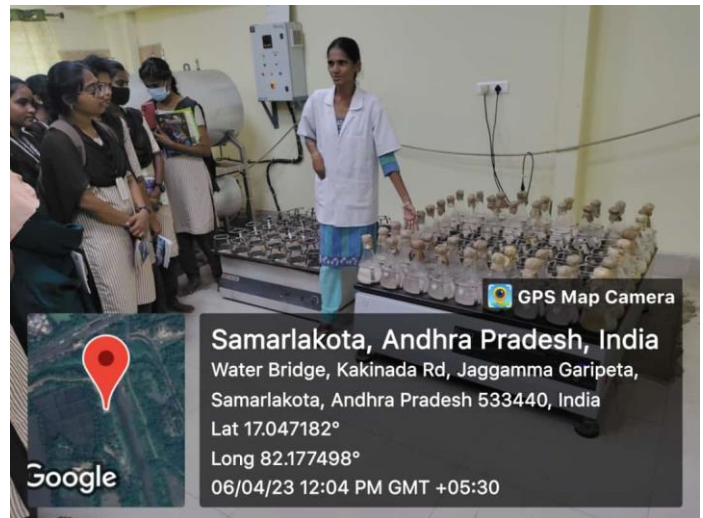 GPS Map Camera
Samarlakota, Andhra Pradesh, India
Water Bridge, Kakinada Rd, Jaggamma Garipeta,
Samarlakota, Andhra Pradesh 533440, India
Lat 17.047182°
Long 82.177498°
06/04/23 12:04 PM GMT +05:30
Google